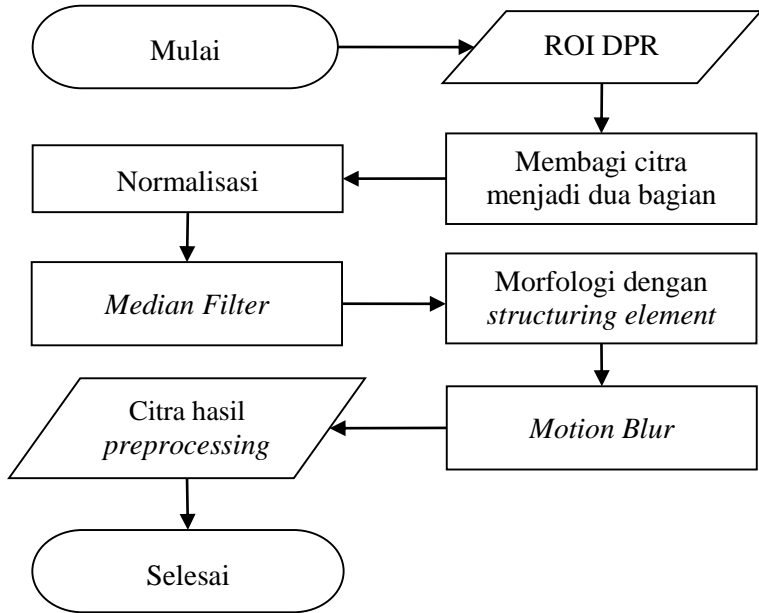 Mulai
ROI DPR
Membagi citra
menjadi dua bagian
Normalisasi
Median Filter
Morfologi dengan
structuring element
Motion Blur
Citra hasil
preprocessing
Selesai